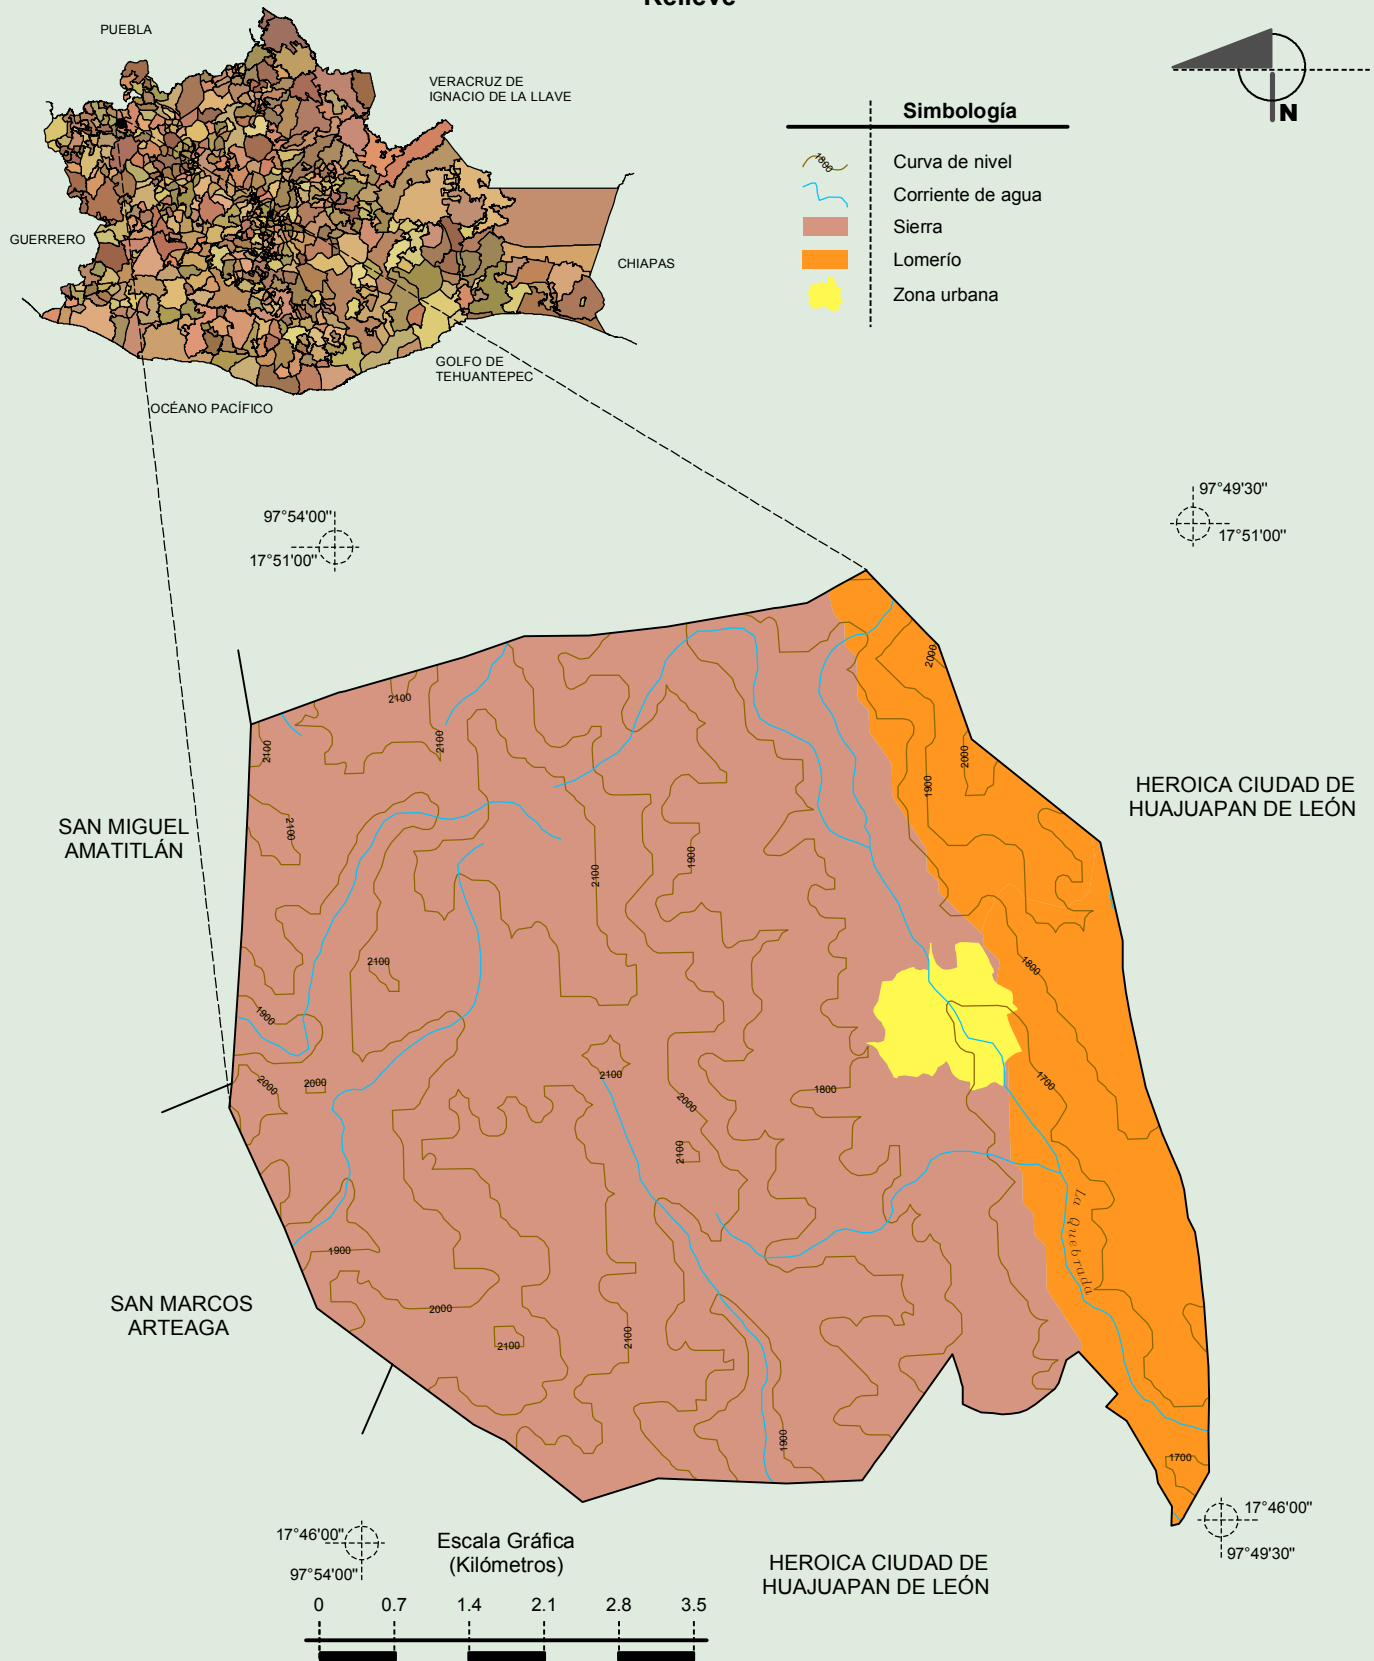 Relieve
PUEBLA
VERACRUZ DE
IGNACIO DE LA LLAVE
GUERRERO
CHIAPAS
GOLFO DE
TEHUANTEPEC
OCÉANO PACÍFICO
N
Simbología
1800
Curva de nivel
Corriente de agua
Sierra
Lomerío
Zona urbana
97°54'00"
17°51'00"
97°49'30"
17°51'00"
2000
2100
2100
2100
2000
1900
HEROICA CIUDAD DE
HUAJUAPAN DE LEÓN
SAN MIGUEL
AMATITLÁN
2100
1900
2100
2100
1800
1900
2000
2000
2100
1700
1800
2000
2100
La Quebrada
1900
SAN MARCOS
ARTEAGA
2000
2100
2100
1900
1700
17°46'00"
97°54'00"
17°46'00"
97°49'30"
Escala Gráfica
(Kilómetros)
HEROICA CIUDAD DE
HUAJUAPAN DE LEÓN
0 0.7 1.4 2.1 2.8 3.5